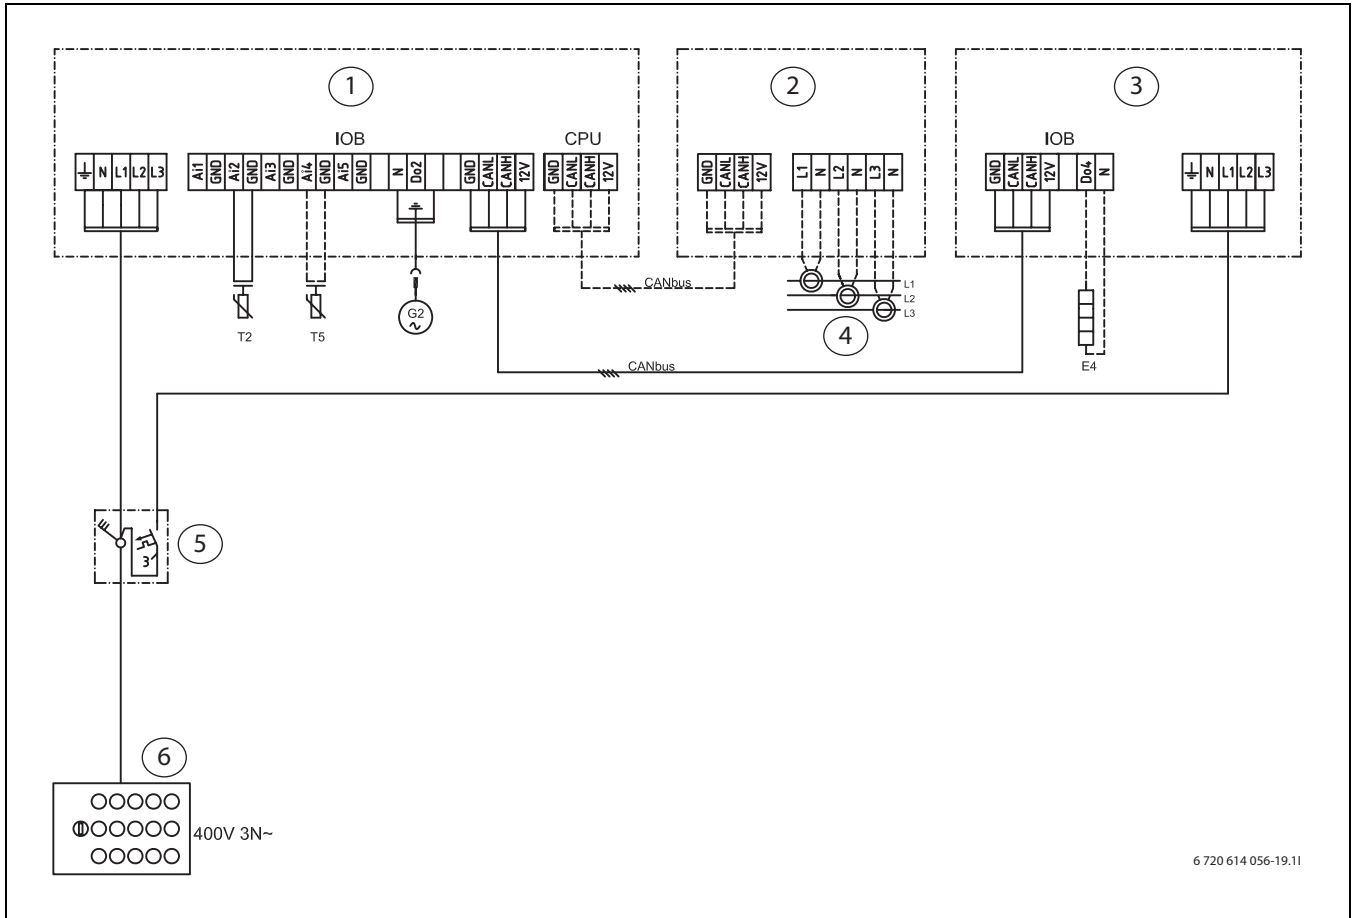 1
2
3
IOB
CPU
IOB
N L1 L2 L3
Ai1 GND Ai2 GND Ai3 GND Ai4 GND Ai5 GND N Do2 GND CANL CANH 12V
GND CANL CANH 12V
GND CANL CANH 12V
L1 N L2 N L3 N
GND CANL CANH 12V Do4 N
N L1 L2 L3
CANbus
L1
L2
L3
G2
T2
T5
4
CANbus
E4
5
3
6
400V 3N~
6 720 614 056-19.1I